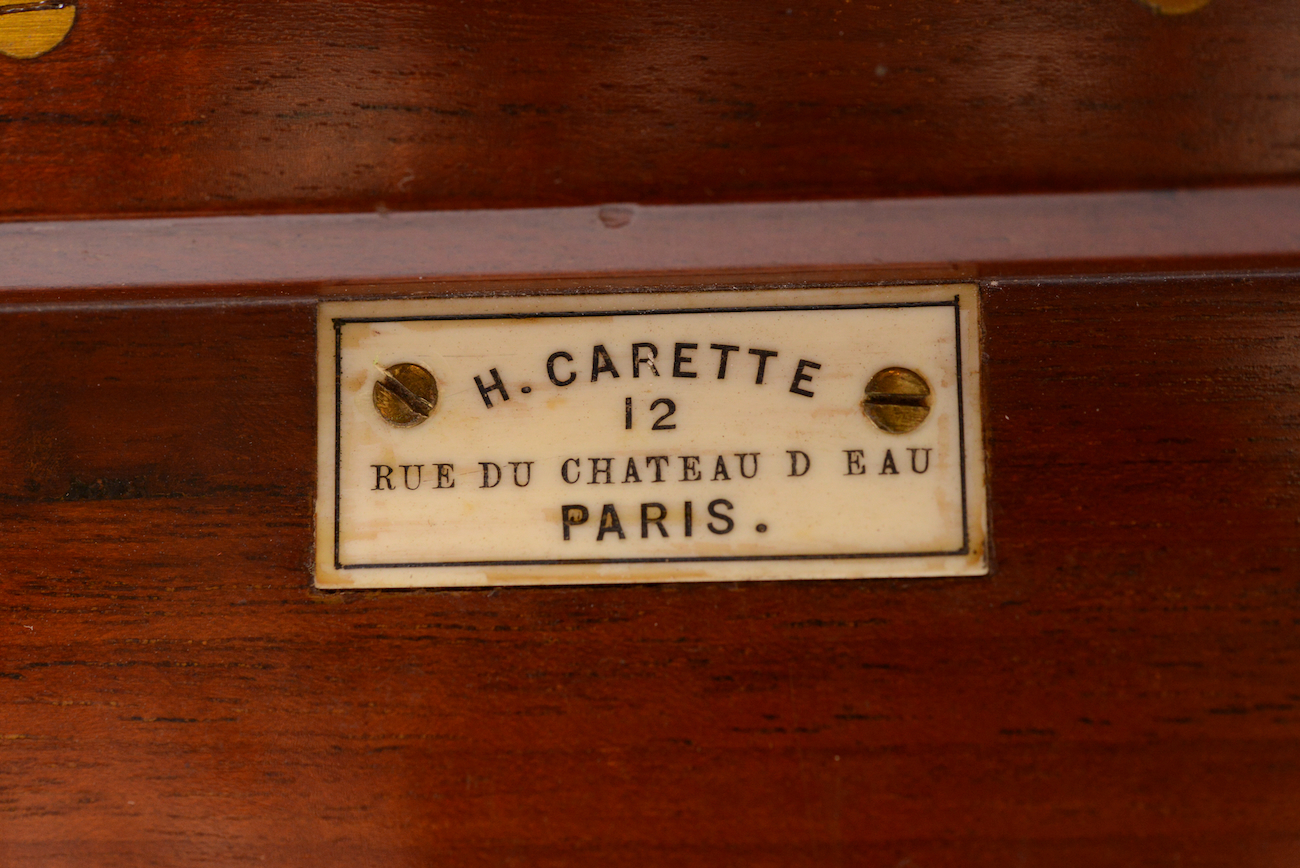 H. CARETTE
12
RUE DU CHATEAU D EAU
PARIS.